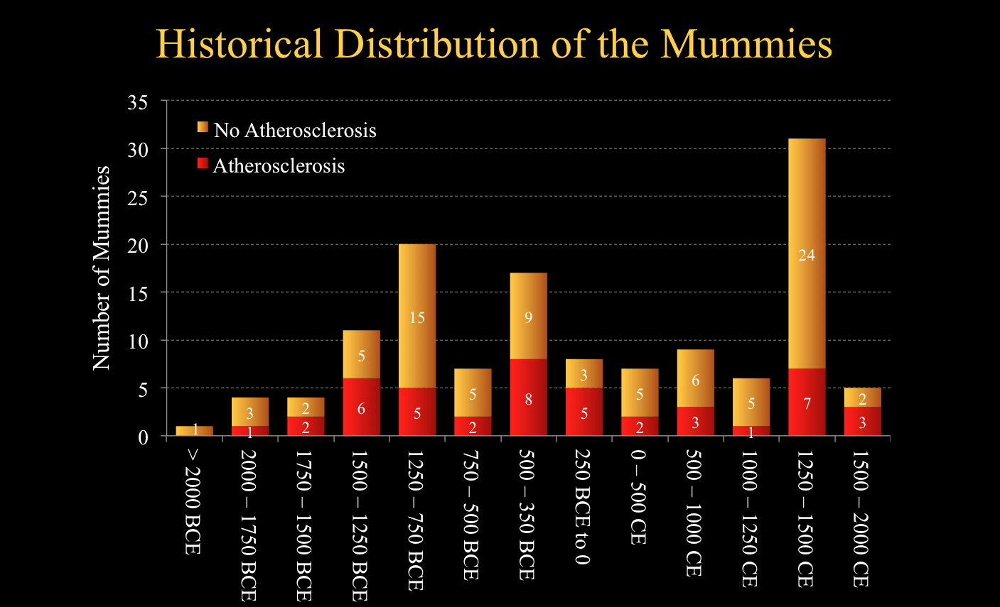 Historical Distribution of the Mummies
35
30
25
20
15
10
5
0
Number of Mummies
No Atherosclerosis
Atherosclerosis
1
3
1
2
2
5
6
15
5
5
2
9
8
3
5
5
2
6
3
5
1
24
7
2
3
> 2000 BCE
2000 – 1750 BCE
1750 – 1500 BCE
1500 – 1250 BCE
1250 – 750 BCE
750 – 500 BCE
500 – 350 BCE
250 BCE to 0
0 – 500 CE
500 – 1000 CE
1000 – 1250 CE
1250 – 1500 CE
1500 – 2000 CE